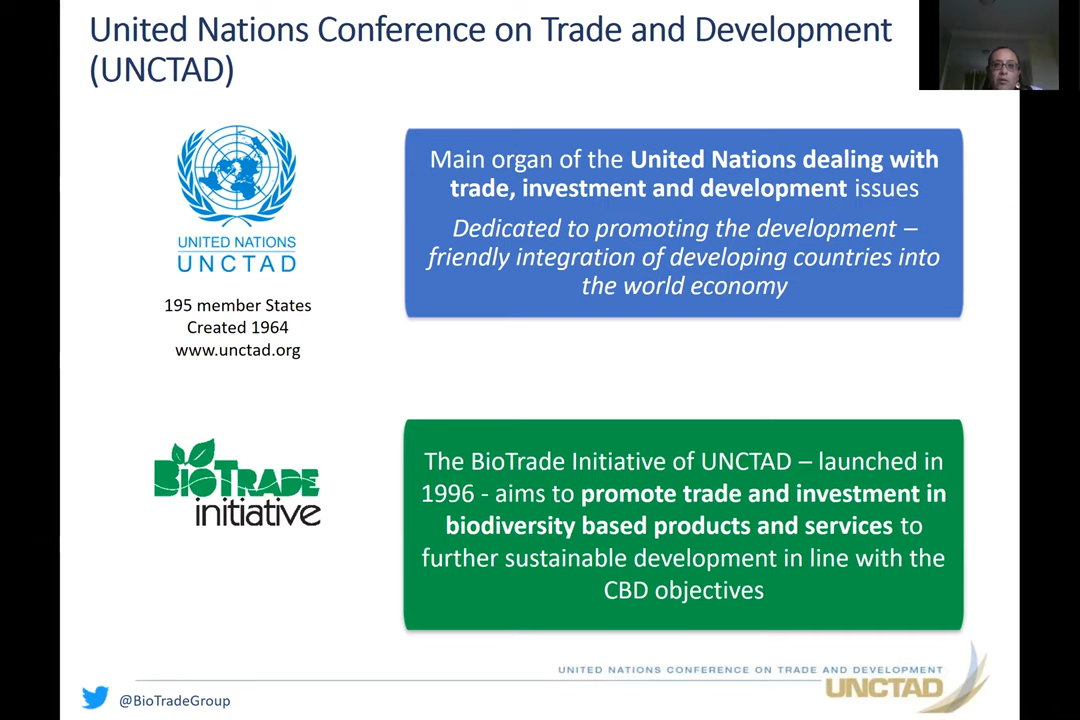 United Nations Conference on Trade and Development
(UNCTAD)
UNITED NATIONS
UNCTAD
195 member States
Created 1964
www.unctad.org
Main organ of the United Nations dealing with
trade, investment and development issues
Dedicated to promoting the development –
friendly integration of developing countries into
the world economy
BIOTRADE
initiative
The BioTrade Initiative of UNCTAD – launched in
1996 - aims to promote trade and investment in
biodiversity based products and services to
further sustainable development in line with the
CBD objectives
UNITED NATIONS CONFERENCE ON TRADE AND DEVELOPMENT
UNCTAD
@BioTradeGroup